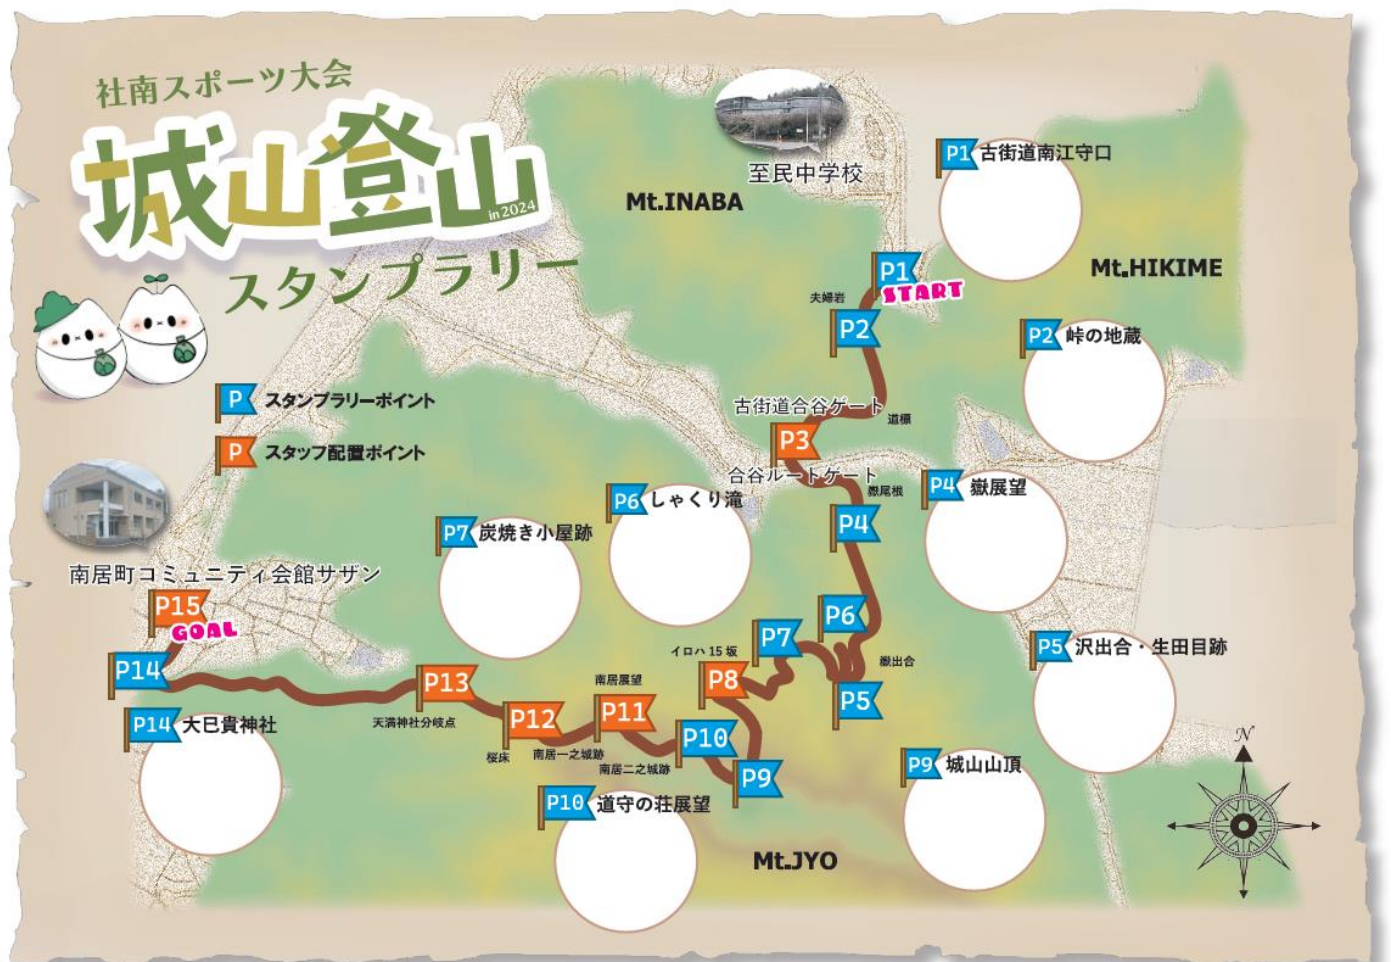 社南スポーツ大会
城山登山
in 2024
スタンプラリー
P スタンプラリーポイント
P スタッフ配置ポイント
至民中学校
Mt.INABA
Mt.HIKIME
P1 古街道南江守口
P1
START
夫婦岩
P2
P2 峠の地蔵
古街道合谷ゲート
道標
P3
合谷ルートゲート
嶽尾根
P4
P4 嶽展望
P6 しゃくり滝
P7 炭焼き小屋跡
南居町コミュニティ会館サザン
P15
GOAL
P14
P14 大巳貴神社
P13
天満神社分岐点
P12
桜床
南居一之城跡
南居展望
P11
南居二之城跡
P10
P10 道守の荘展望
P9
イロハ 15 坂
P8
P7
P6
嶽出合
P5
P5 沢出合・生田目跡
P9 城山山頂
Mt.JYO
N